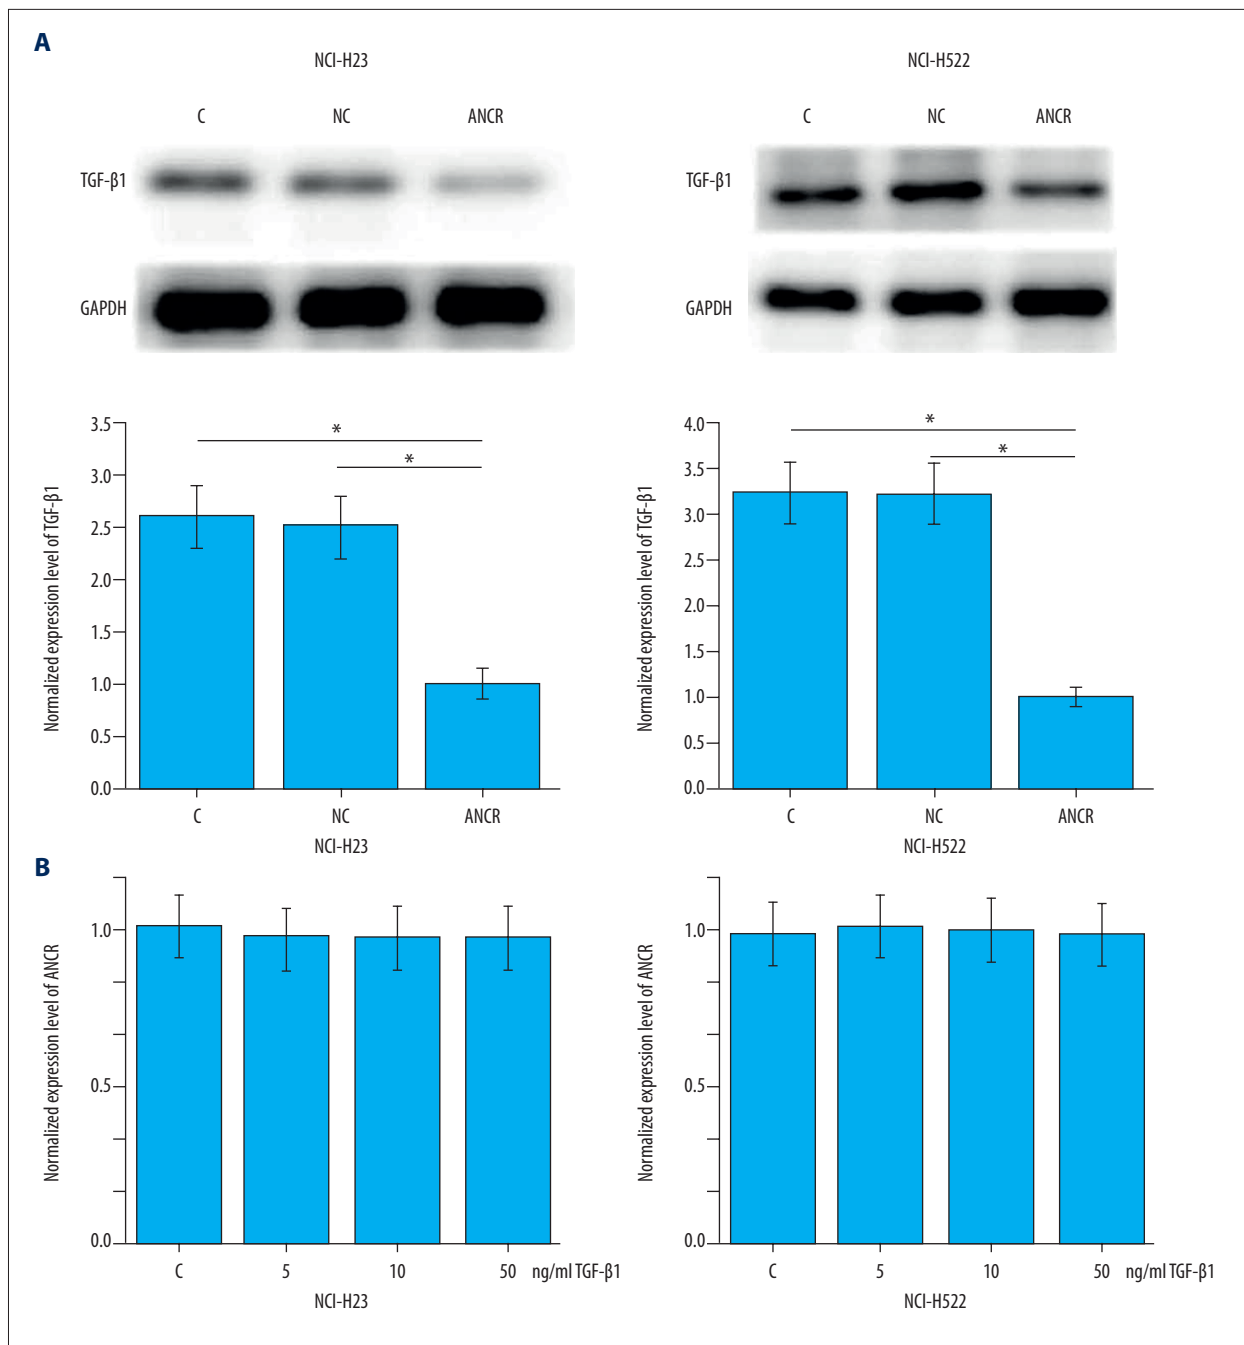 A
NCI-H23
NCI-H522
C NC ANCR
C NC ANCR
TGF-β1
TGF-β1
GAPDH
GAPDH
Normalized expression level of TGF-β1
3.5
3.0
2.5
2.0
1.5
1.0
0.5
0.0
*
*
C NC ANCR
NCI-H23
Normalized expression level of TGF-β1
4.0
3.5
3.0
2.5
2.0
1.5
1.0
0.5
0.0
*
*
C NC ANCR
NCI-H522
B
Normalized expression level of ANCR
1.0
0.5
0.0
C 5 10 50 ng/ml TGF-β1
NCI-H23
Normalized expression level of ANCR
1.0
0.5
0.0
C 5 10 50 ng/ml TGF-β1
NCI-H522